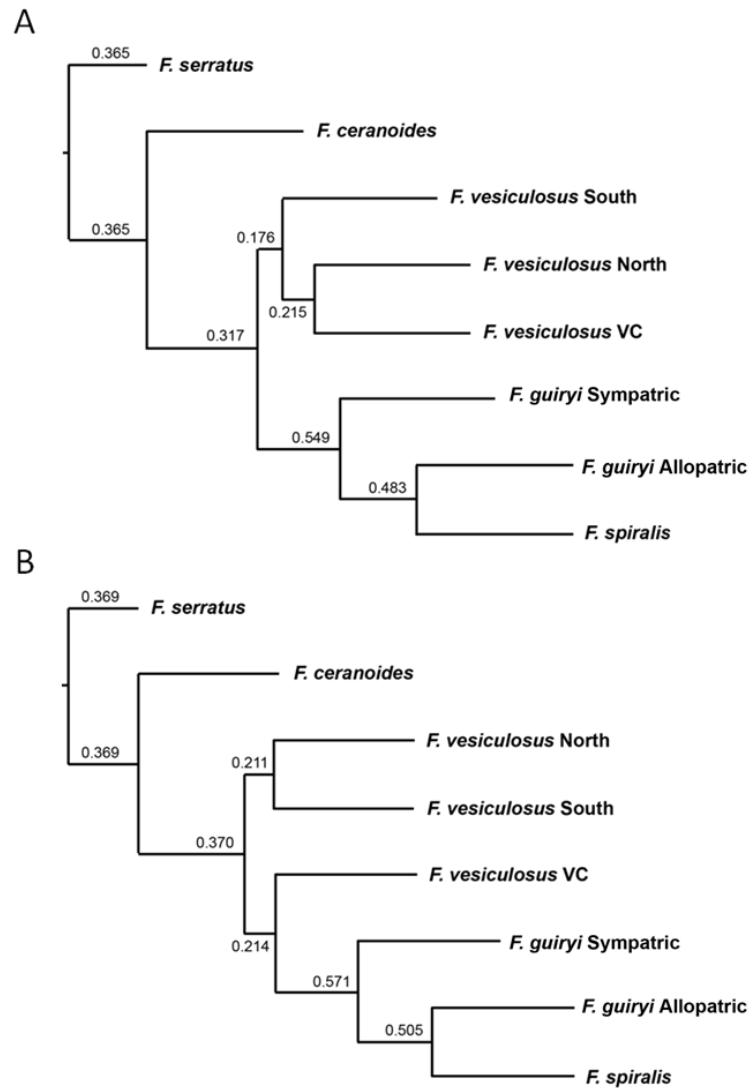 A
0.365
F. serratus
F. ceranoides
0.365
F. vesiculosus South
0.176
F. vesiculosus North
0.215
F. vesiculosus VC
0.317
F. guiryi Sympatric
0.549
F. guiryi Allopatric
0.483
F. spiralis
B
0.369
F. serratus
F. ceranoides
0.369
F. vesiculosus North
0.211
F. vesiculosus South
0.370
F. vesiculosus VC
0.214
F. guiryi Sympatric
0.571
F. guiryi Allopatric
0.505
F. spiralis